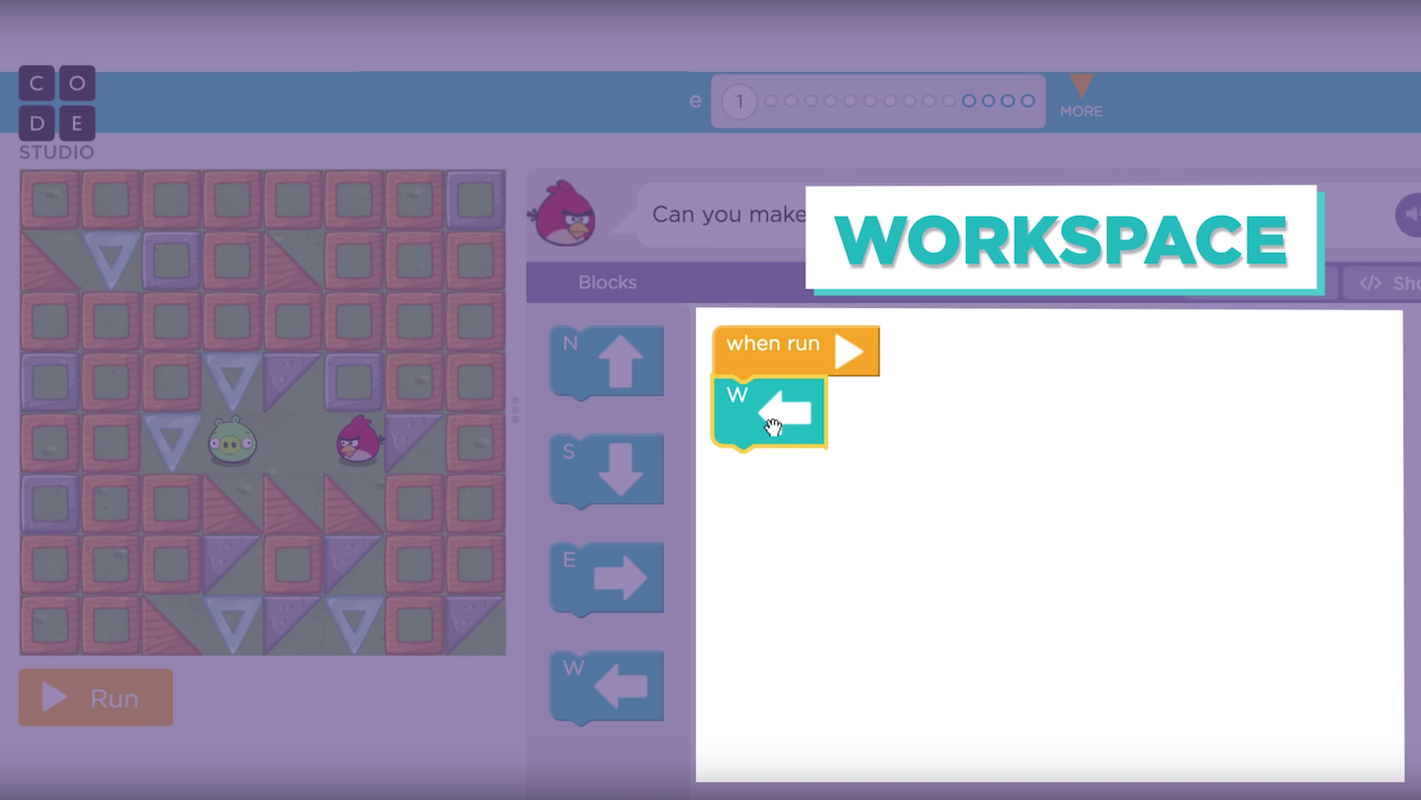 C O
D E
STUDIO
e
1
MORE
Can you make
WORKSPACE
Blocks
</> Sho
N
S
E
W
when run
W
Run